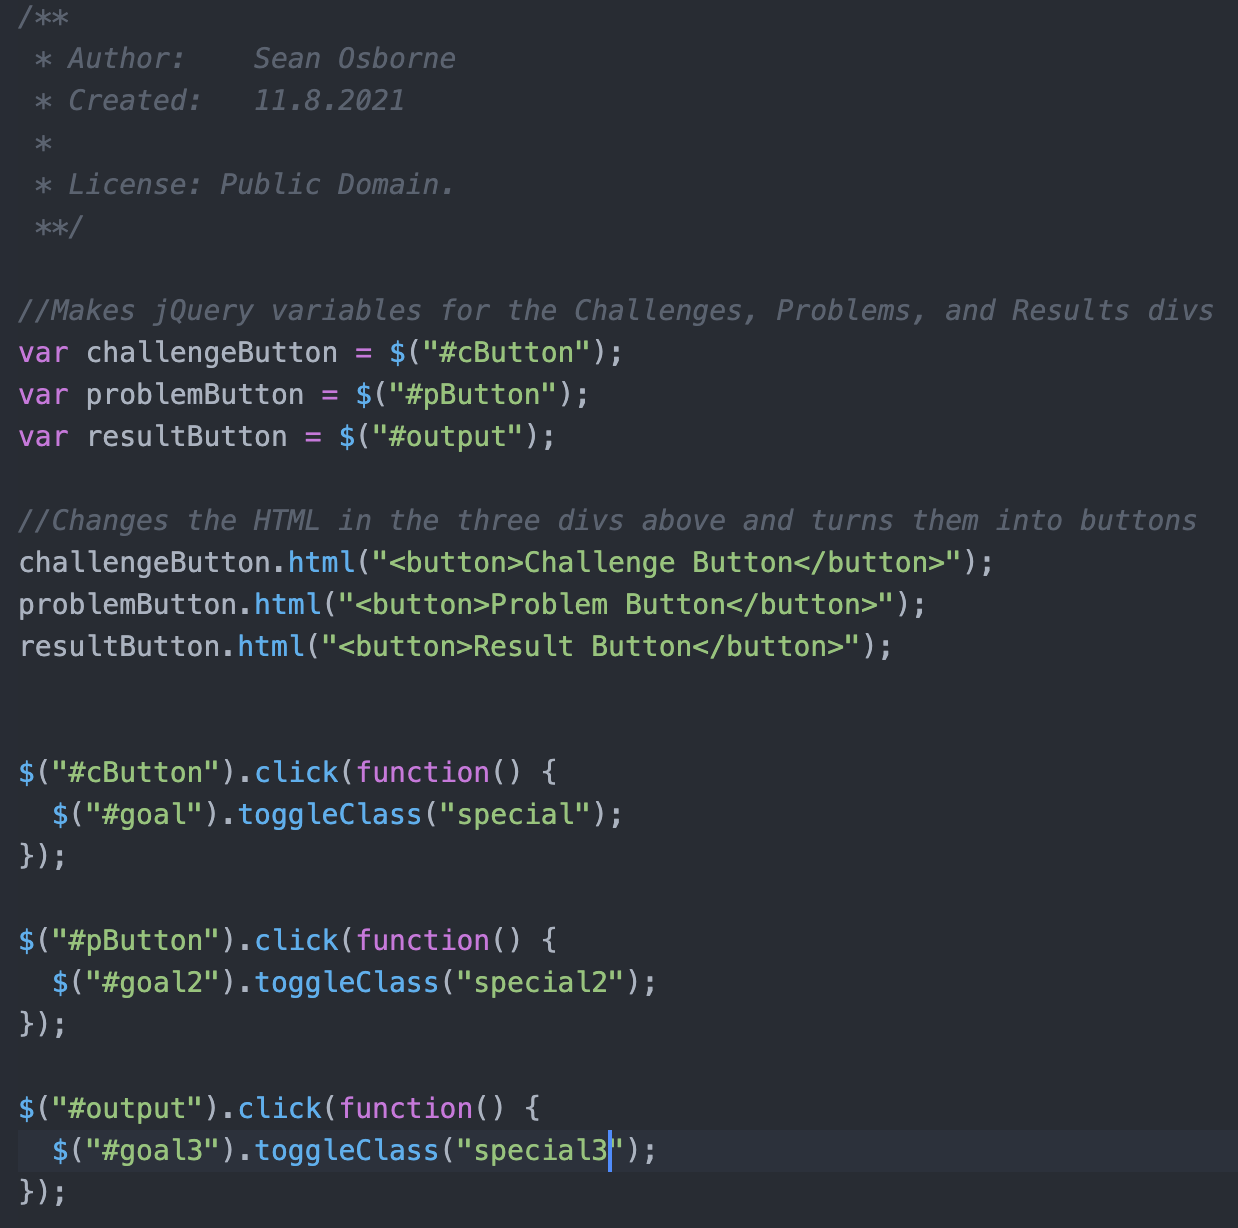 /**
 * Author:    Sean Osborne
 * Created:   11.8.2021
 *
 * License: Public Domain.
 **/

//Makes jQuery variables for the Challenges, Problems, and Results divs
var challengeButton = $("#cButton");
var problemButton = $("#pButton");
var resultButton = $("#output");

//Changes the HTML in the three divs above and turns them into buttons
challengeButton.html("<button>Challenge Button</button>");
problemButton.html("<button>Problem Button</button>");
resultButton.html("<button>Result Button</button>");


$("#cButton").click(function() {
  $("#goal").toggleClass("special");
});

$("#pButton").click(function() {
  $("#goal2").toggleClass("special2");
});

$("#output").click(function() {
  $("#goal3").toggleClass("special3");
});